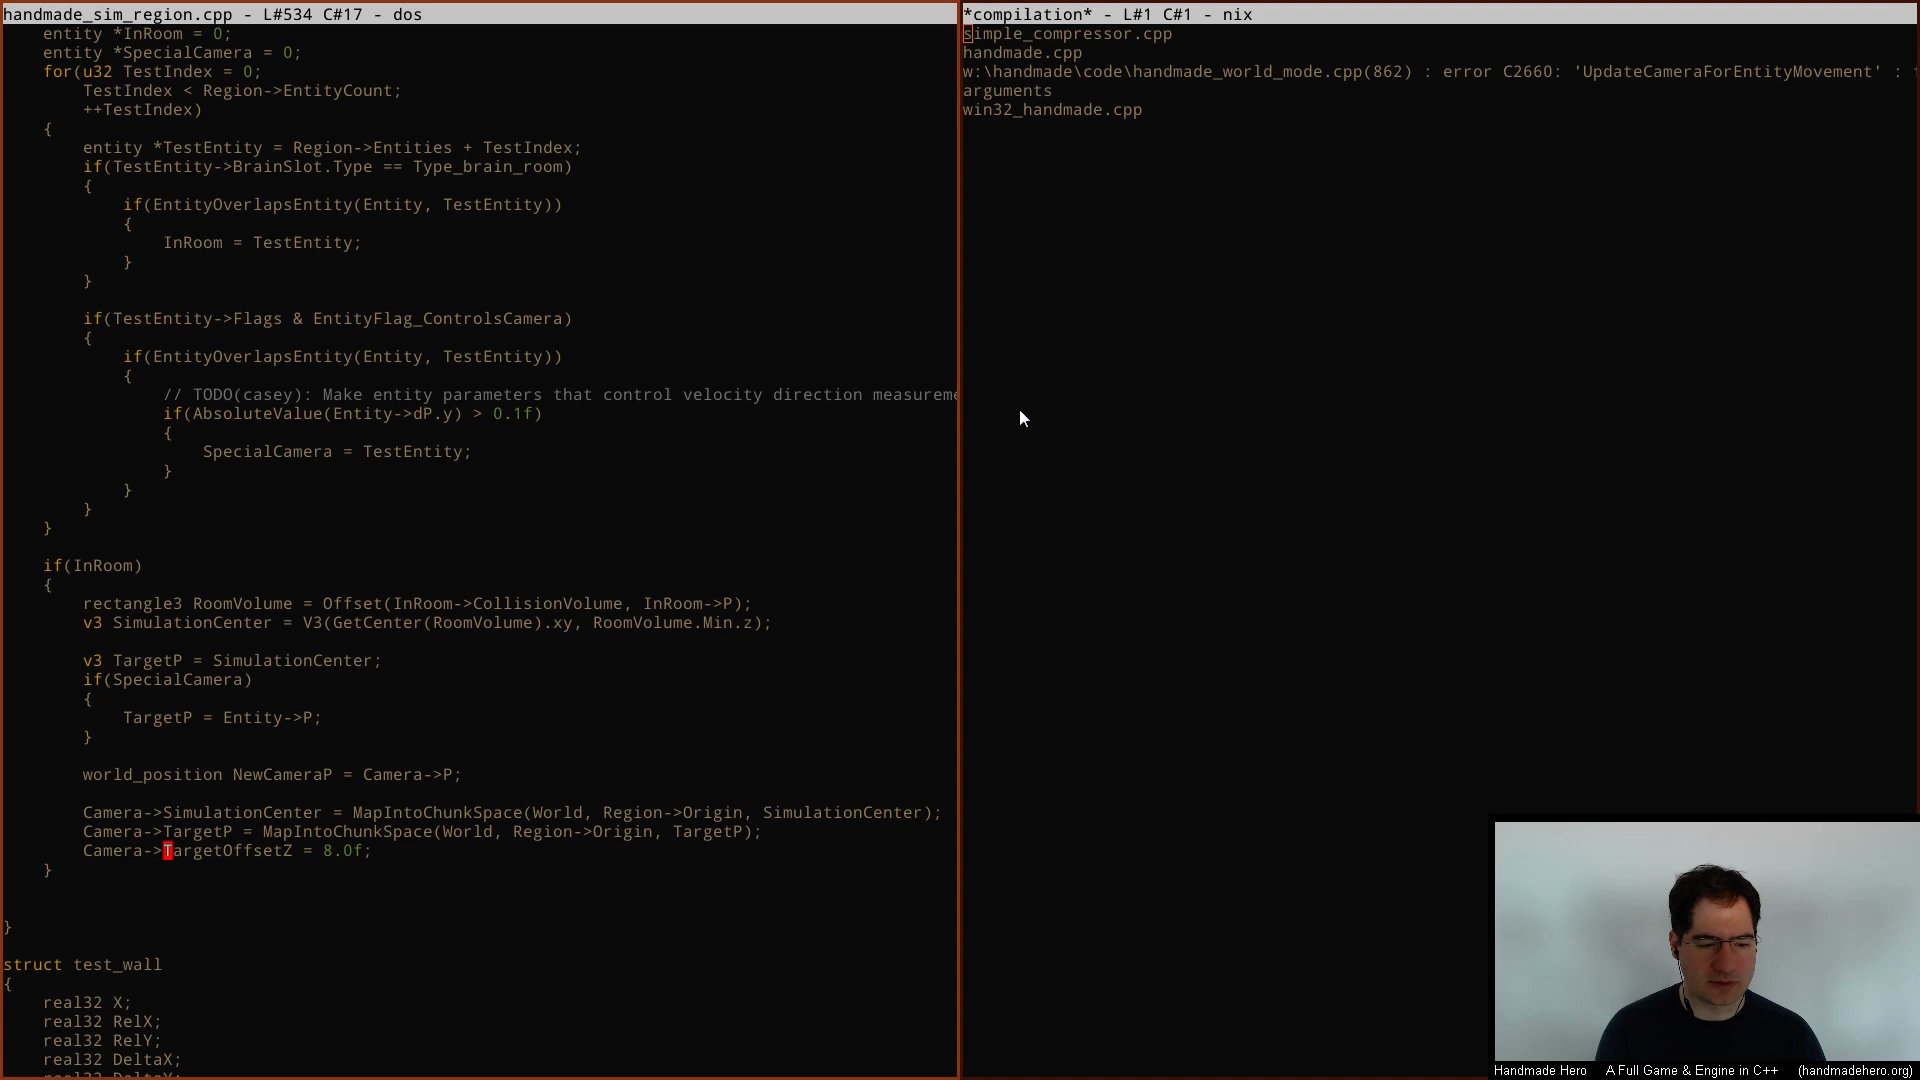 handmade_sim_region.cpp - L#534 C#17 - dos
entity *InRoom = 0;
entity *SpecialCamera = 0;
for(u32 TestIndex = 0;
TestIndex < Region->EntityCount;
++TestIndex)
{
entity *TestEntity = Region->Entities + TestIndex;
if(TestEntity->BrainSlot.Type == Type_brain_room)
{
if(EntityOverlapsEntity(Entity, TestEntity))
{
InRoom = TestEntity;
}
}
if(TestEntity->Flags & EntityFlag_ControlsCamera)
{
if(EntityOverlapsEntity(Entity, TestEntity))
{
// TODO(casey): Make entity parameters that control velocity direction measureme
if(AbsoluteValue(Entity->dP.y) > 0.1f)
{
SpecialCamera = TestEntity;
}
}
}
}
if(InRoom)
{
rectangle3 RoomVolume = Offset(InRoom->CollisionVolume, InRoom->P);
v3 SimulationCenter = V3(GetCenter(RoomVolume).xy, RoomVolume.Min.z);
v3 TargetP = SimulationCenter;
if(SpecialCamera)
{
TargetP = Entity->P;
}
world_position NewCameraP = Camera->P;
Camera->SimulationCenter = MapIntoChunkSpace(World, Region->Origin, SimulationCenter);
Camera->TargetP = MapIntoChunkSpace(World, Region->Origin, TargetP);
Camera->TargetOffsetZ = 8.0f;
}
}
struct test_wall
{
real32 X;
real32 RelX;
real32 RelY;
real32 DeltaX;
real32 DeltaY;
*compilation* - L#1 C#1 - nix
simple_compressor.cpp
handmade.cpp
w:\handmade\code\handmade_world_mode.cpp(862) : error C2660: 'UpdateCameraForEntityMovement' :
arguments
win32_handmade.cpp
Handmade Hero A Full Game & Engine in C++ (handmadehero.org)